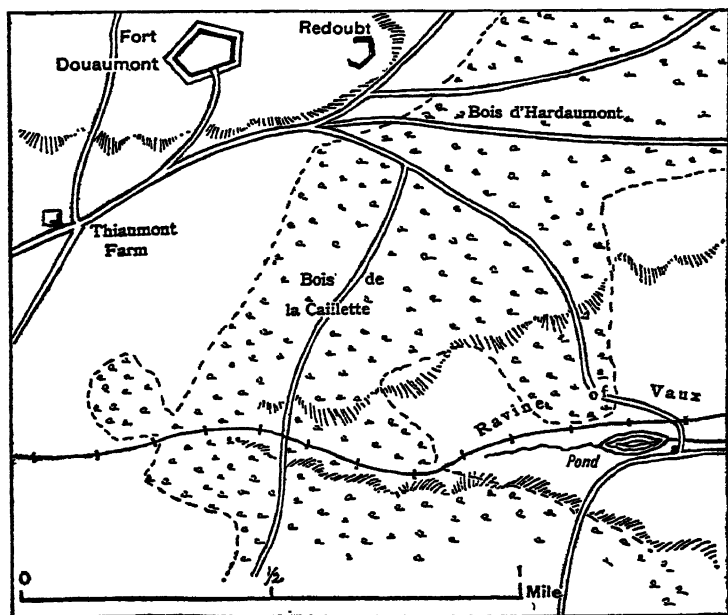 Fort
Douaumont
Redoubt
Bois d'Hardaumont
Thiaumont
Farm
Bois de
la Caillette
Ravine of Vaux
Pond
0 ½ 1
Mile